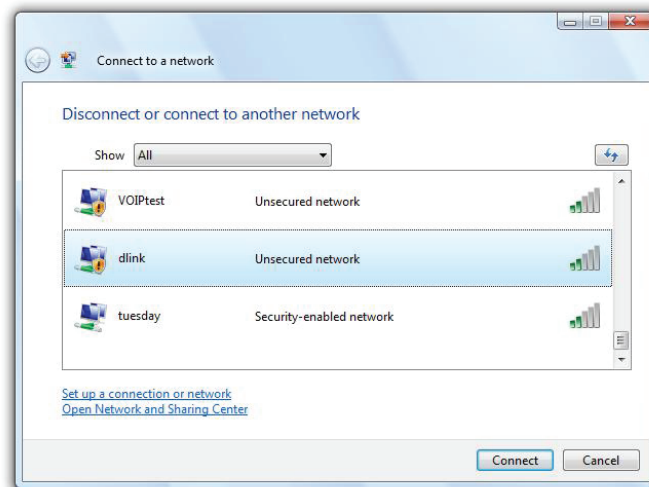 Connect to a network
Disconnect or connect to another network
Show All
VOIPtest Unsecured network
dlink Unsecured network
tuesday Security-enabled network
Set up a connection or network
Open Network and Sharing Center
Connect Cancel